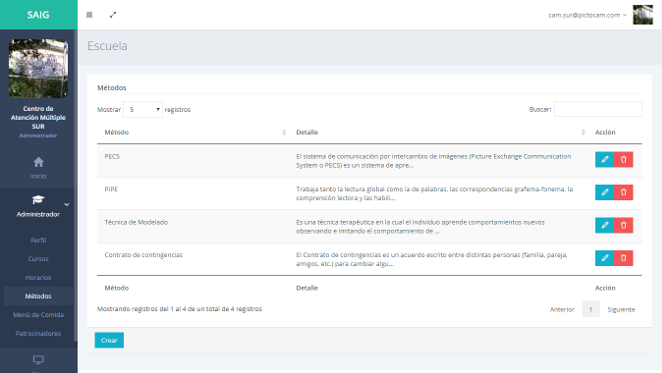 SAIG
cam.sur@pictocam.com
Escuela
Centro de
Atención Múltiple
SUR
Administrador
Inicio
Administrador
Perfil
Cursos
Horarios
Métodos
Menú de Comida
Patrocinadores
Métodos
Mostrar 5 registros
Buscar:
Método Detalle Acción
PECS
El sistema de comunicación por intercambio de imágenes (Picture Exchange Communication
System o PECS) es un sistema de apre...
PIPE
Trabaja tanto la lectura global como la de palabras, las correspondencias grafema-fonema, la
comprensión lectora y las habili...
Técnica de Modelado
Es una técnica terapéutica en la cual el individuo aprende comportamientos nuevos
observando e imitando el comportamiento de ...
Contrato de contingencias
El Contrato de contingencias es un acuerdo escrito entre distintas personas (familia, pareja,
amigos, etc.) para cambiar algu...
Método Detalle Acción
Mostrando registros del 1 al 4 de un total de 4 registros
Anterior 1 Siguiente
Crear